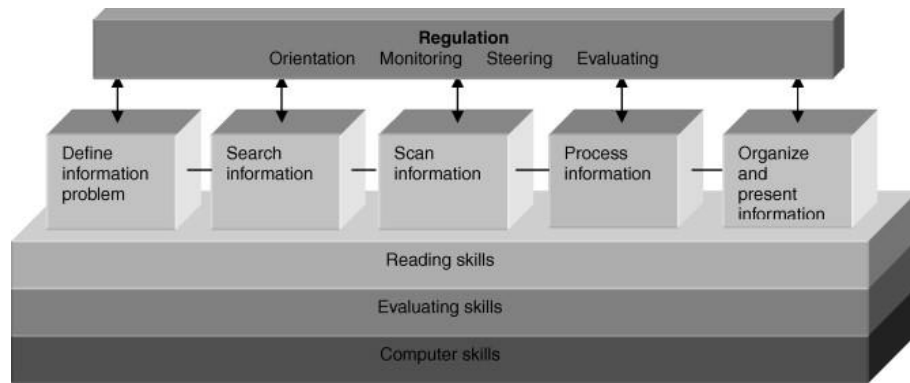 Regulation
Orientation Monitoring Steering Evaluating
Define
information
problem
Search
information
Scan
information
Process
information
Organize
and
present
information
Reading skills
Evaluating skills
Computer skills